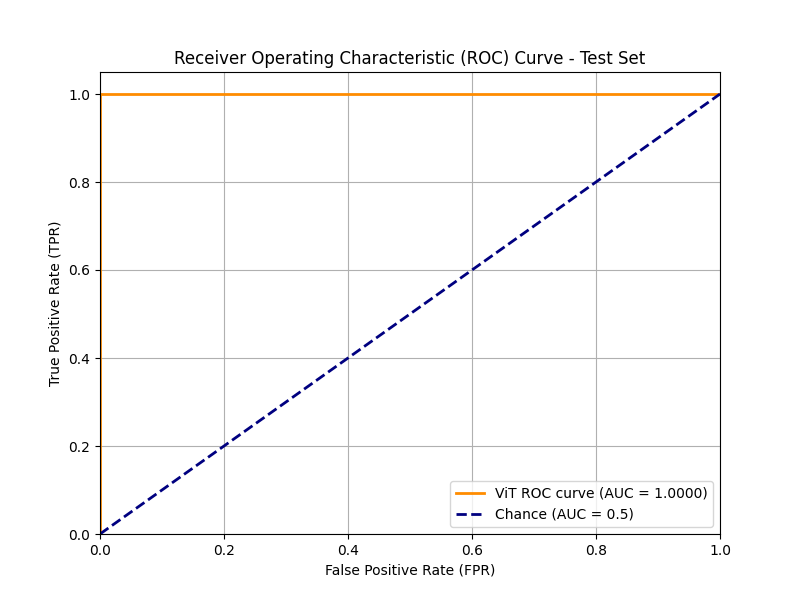 Receiver Operating Characteristic (ROC) Curve - Test Set
True Positive Rate (TPR)
1.0
0.8
0.6
0.4
0.2
0.0
0.0 0.2 0.4 0.6 0.8 1.0
False Positive Rate (FPR)
ViT ROC curve (AUC = 1.0000)
Chance (AUC = 0.5)